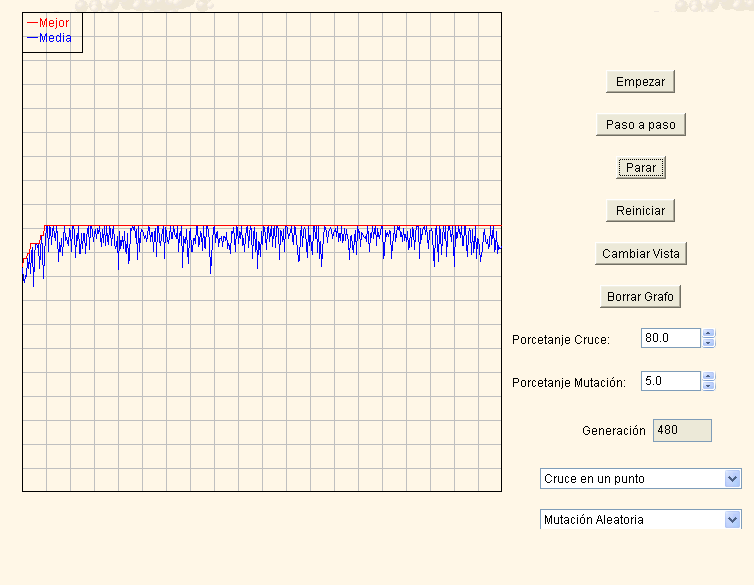 Mejor
Media
Empezar
Paso a paso
Parar
Reiniciar
Cambiar Vista
Borrar Grafo
Porcetanje Cruce: 80.0
Porcetanje Mutación: 5.0
Generación 480
Cruce en un punto
Mutación Aleatoria